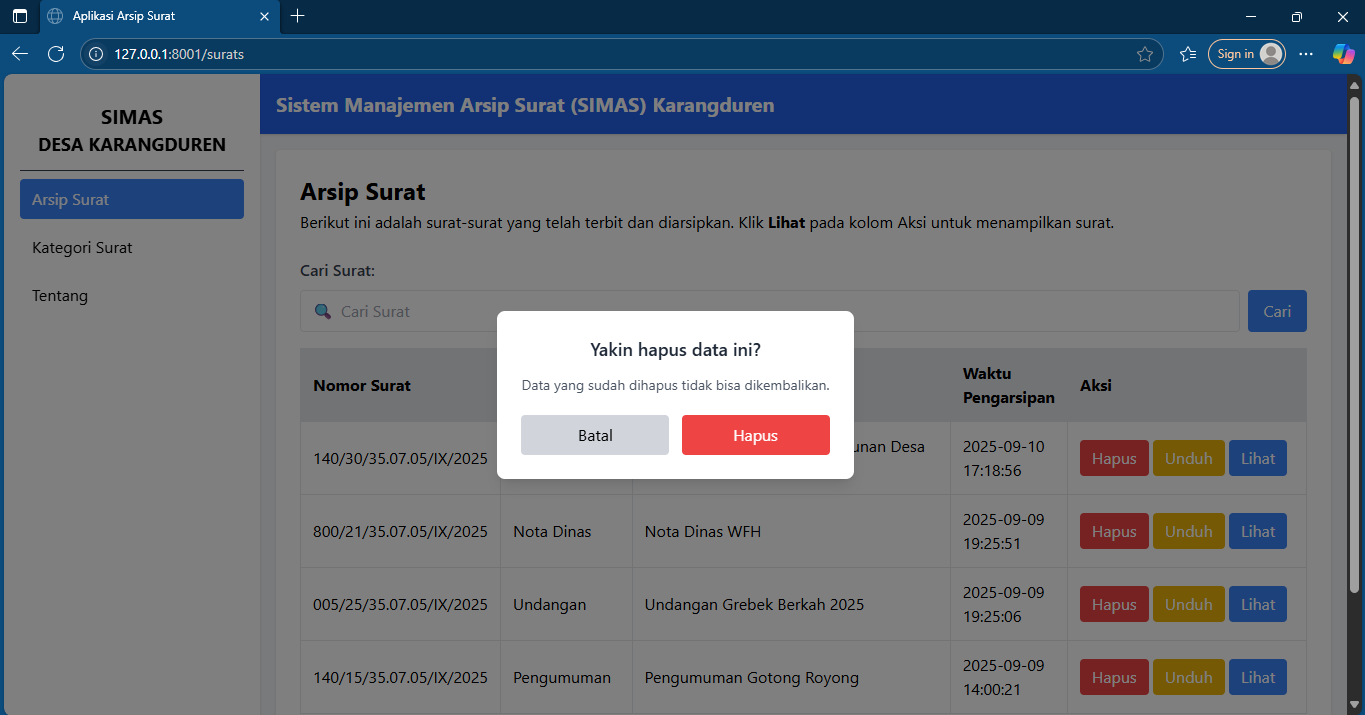 Aplikasi Arsip Surat
127.0.0.1:8001/surats
Sign in
SIMAS
DESA KARANGDUREN
Arsip Surat
Kategori Surat
Tentang
Sistem Manajemen Arsip Surat (SIMAS) Karangduren
Arsip Surat
Berikut ini adalah surat-surat yang telah terbit dan diarsipkan. Klik Lihat pada kolom Aksi untuk menampilkan surat.
Cari Surat:
Cari Surat
Cari
Yakin hapus data ini?
Data yang sudah dihapus tidak bisa dikembalikan.
Batal
Hapus
Nomor Surat
Waktu
Pengarsipan
Aksi
140/30/35.07.05/IX/2025
Desa
2025-09-10
17:18:56
Hapus
Unduh
Lihat
800/21/35.07.05/IX/2025
Nota Dinas
Nota Dinas WFH
2025-09-09
19:25:51
Hapus
Unduh
Lihat
005/25/35.07.05/IX/2025
Undangan
Undangan Grebek Berkah 2025
2025-09-09
19:25:06
Hapus
Unduh
Lihat
140/15/35.07.05/IX/2025
Pengumuman
Pengumuman Gotong Royong
2025-09-09
14:00:21
Hapus
Unduh
Lihat